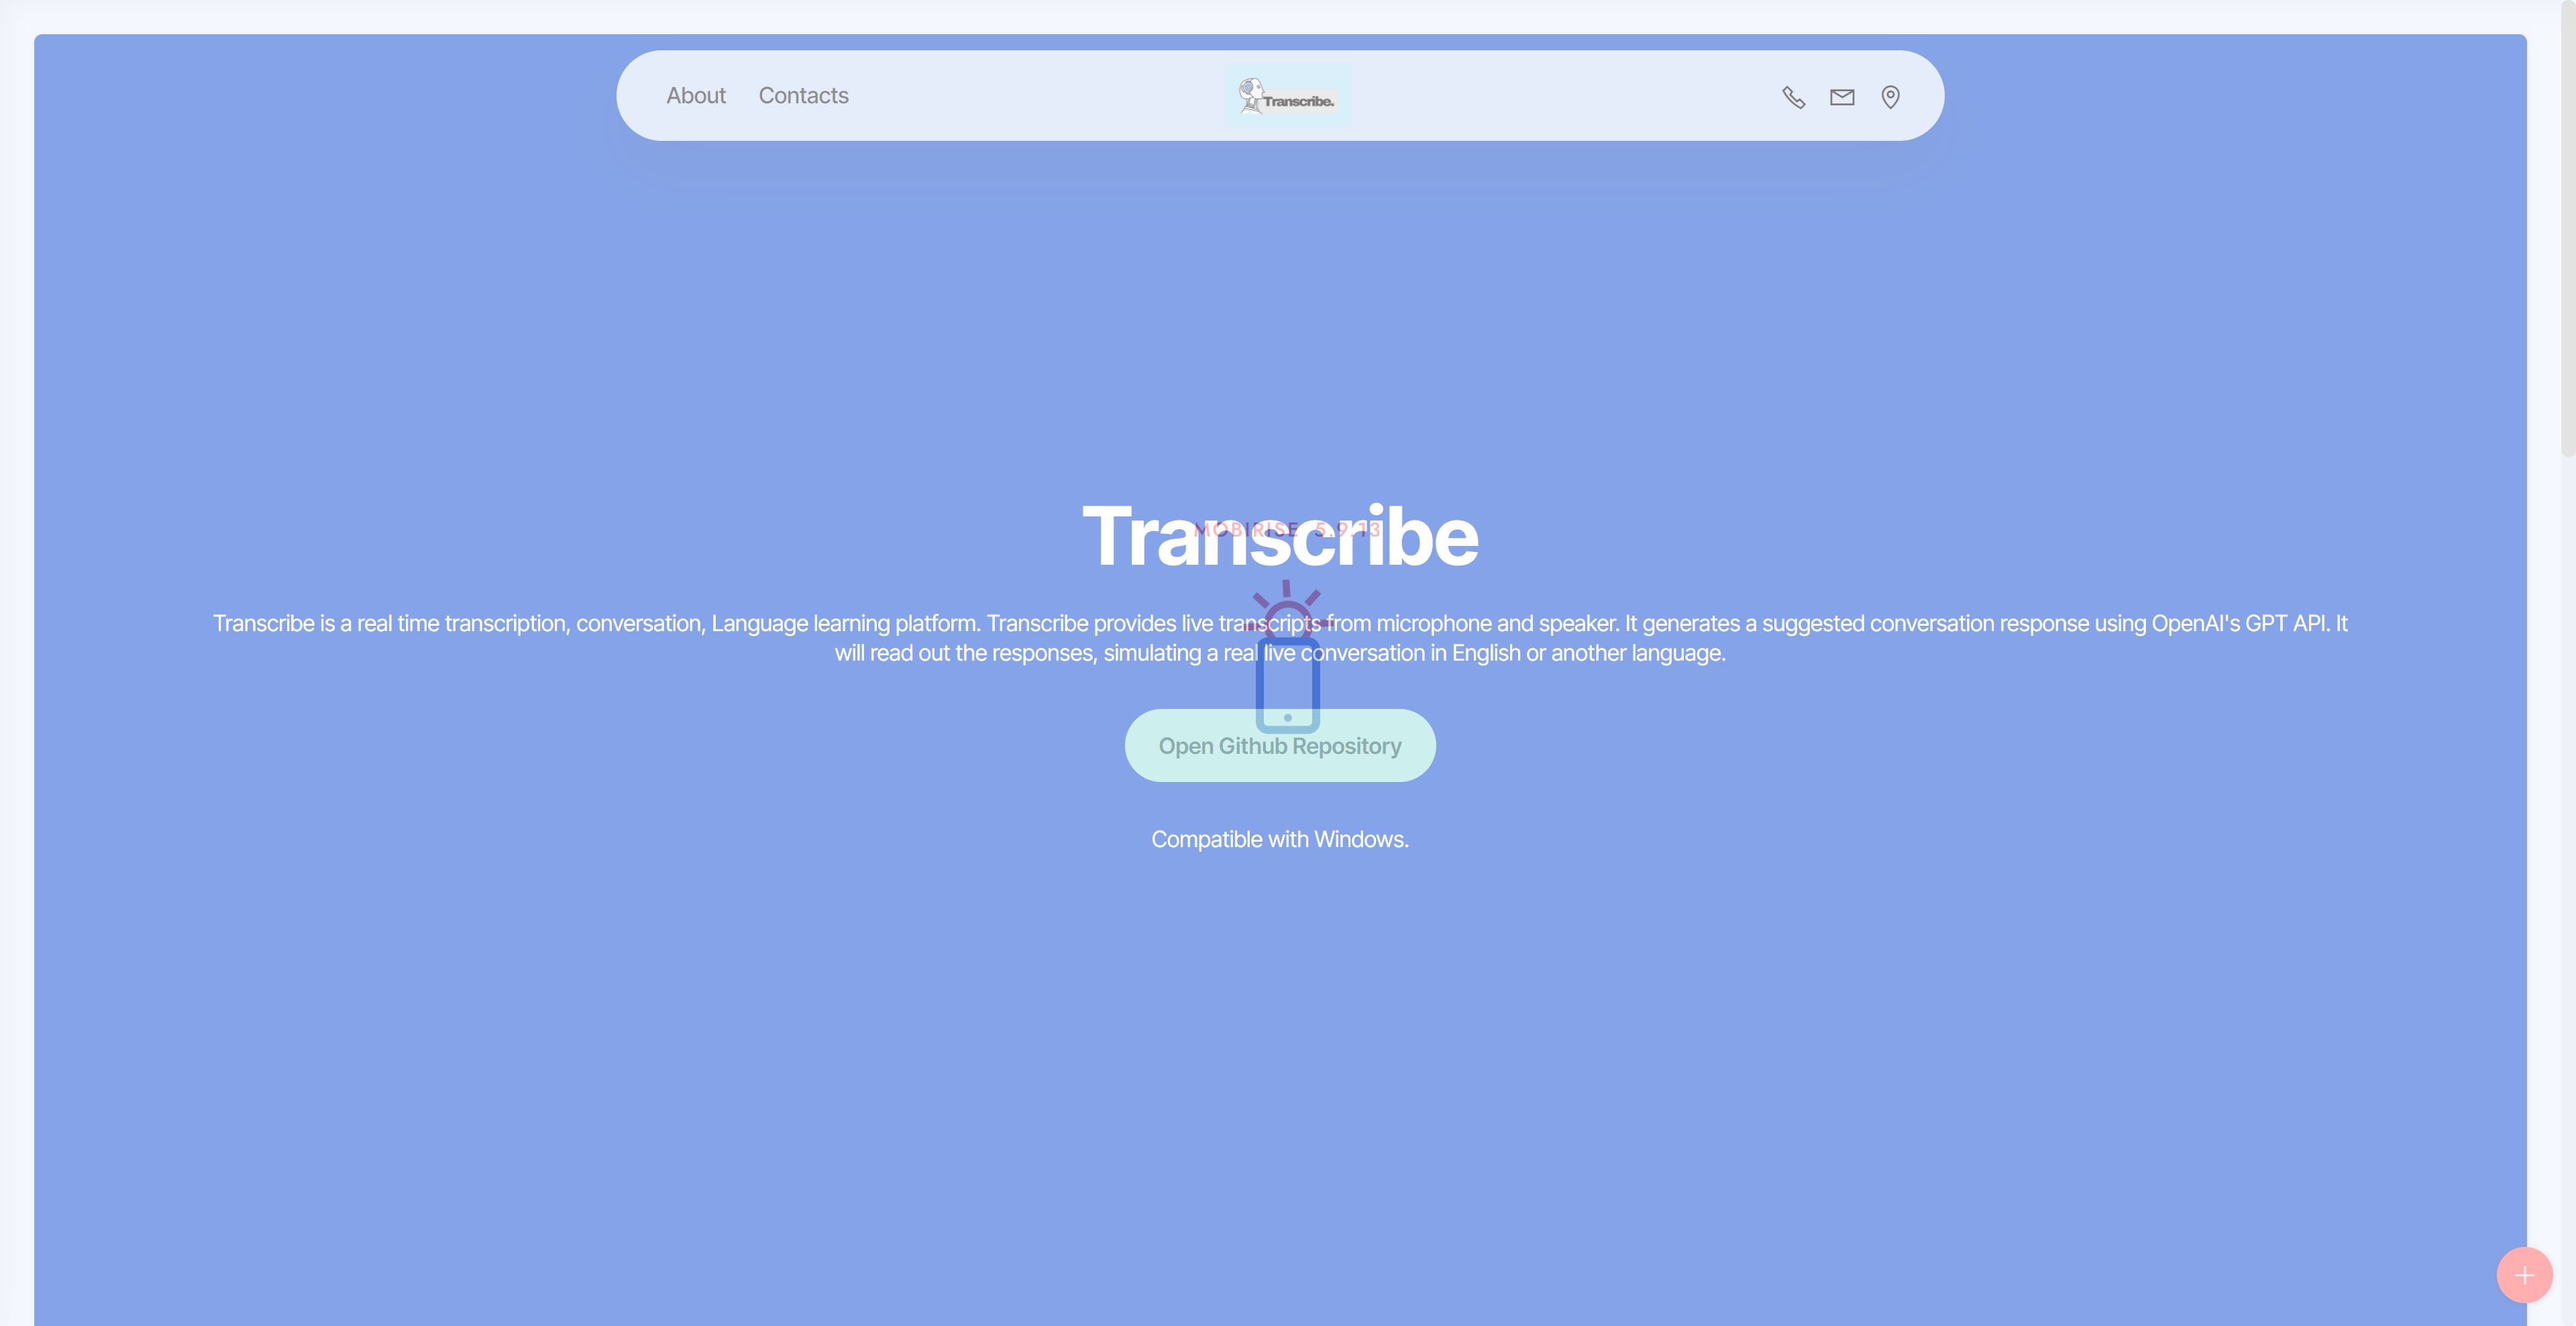 About
Contacts
Transcribe.
Transcribe
MOBIRISE 5.9.13
Transcribe is a real time transcription, conversation, Language learning platform. Transcribe provides live transcripts from microphone and speaker. It generates a suggested conversation response using OpenAI's GPT API. It
will read out the responses, simulating a real live conversation in English or another language.
Open Github Repository
Compatible with Windows.